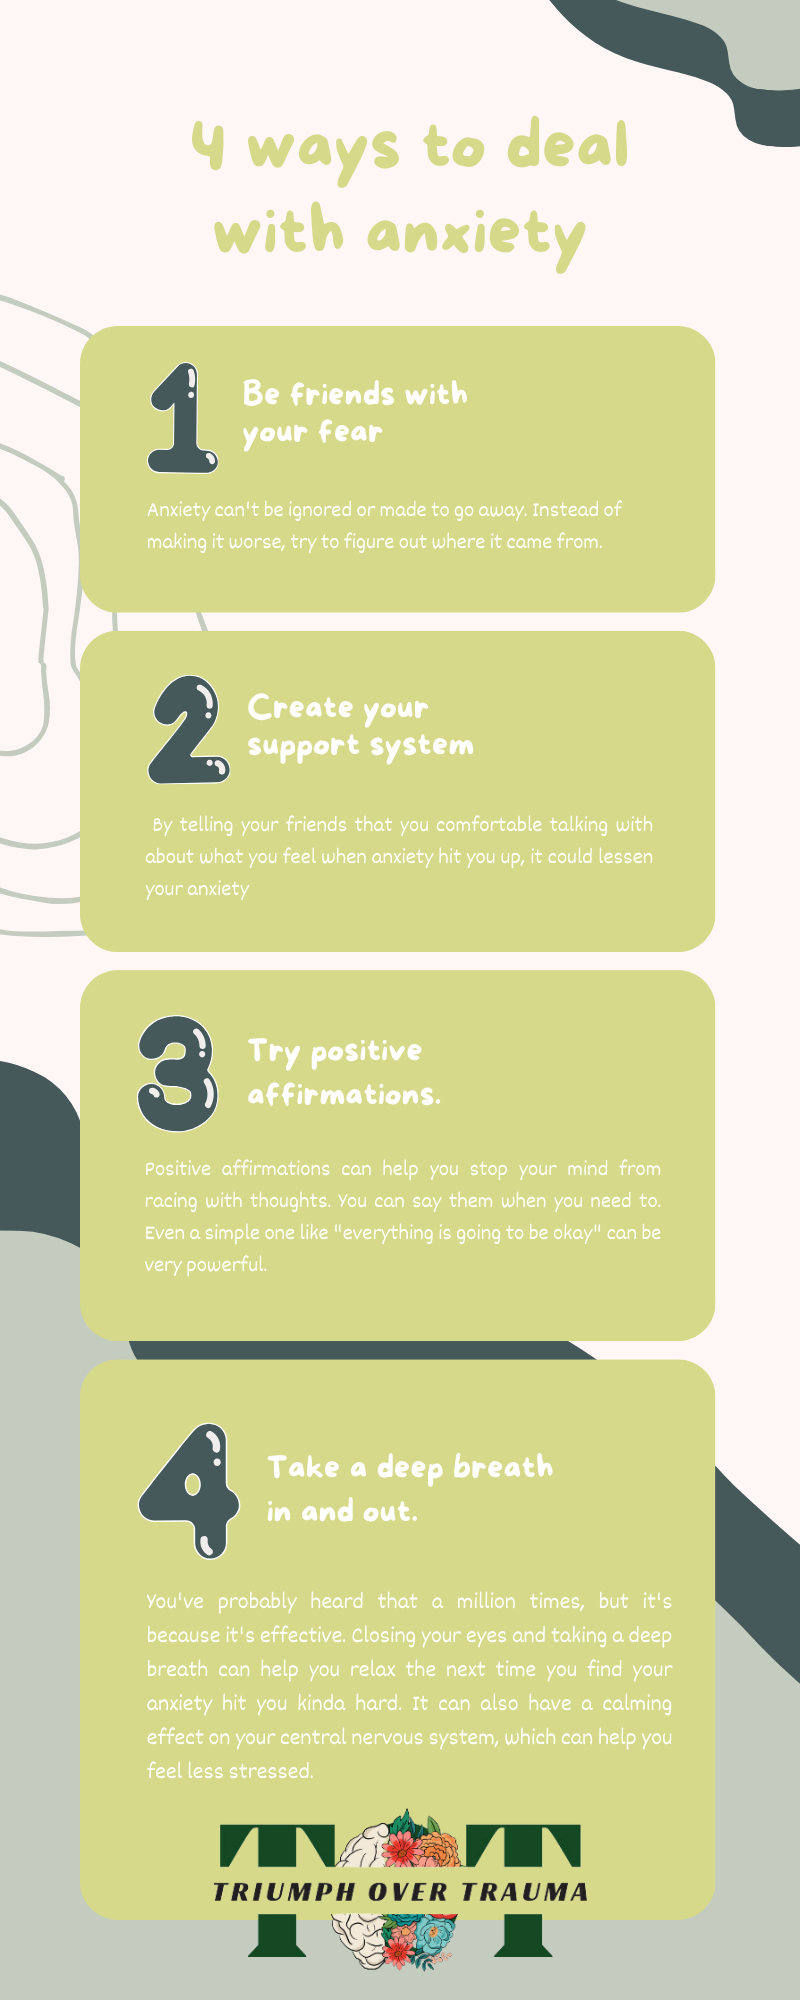 4 ways to deal
with anxiety
1
Be friends with
your fear
Anxiety can't be ignored or made to go away. Instead of
making it worse, try to figure out where it came from.
2
Create your
support system
By telling your friends that you comfortable talking with
about what you feel when anxiety hit you up, it could lessen
your anxiety
3
Try positive
affirmations.
Positive affirmations can help you stop your mind from
racing with thoughts. You can say them when you need to.
Even a simple one like "everything is going to be okay" can be
very powerful.
4
Take a deep breath
in and out.
You've probably heard that a million times, but it's
because it's effective. Closing your eyes and taking a deep
breath can help you relax the next time you find your
anxiety hit you kinda hard. It can also have a calming
effect on your central nervous system, which can help you
feel less stressed.
T T
TRIUMPH OVER TRAUMA